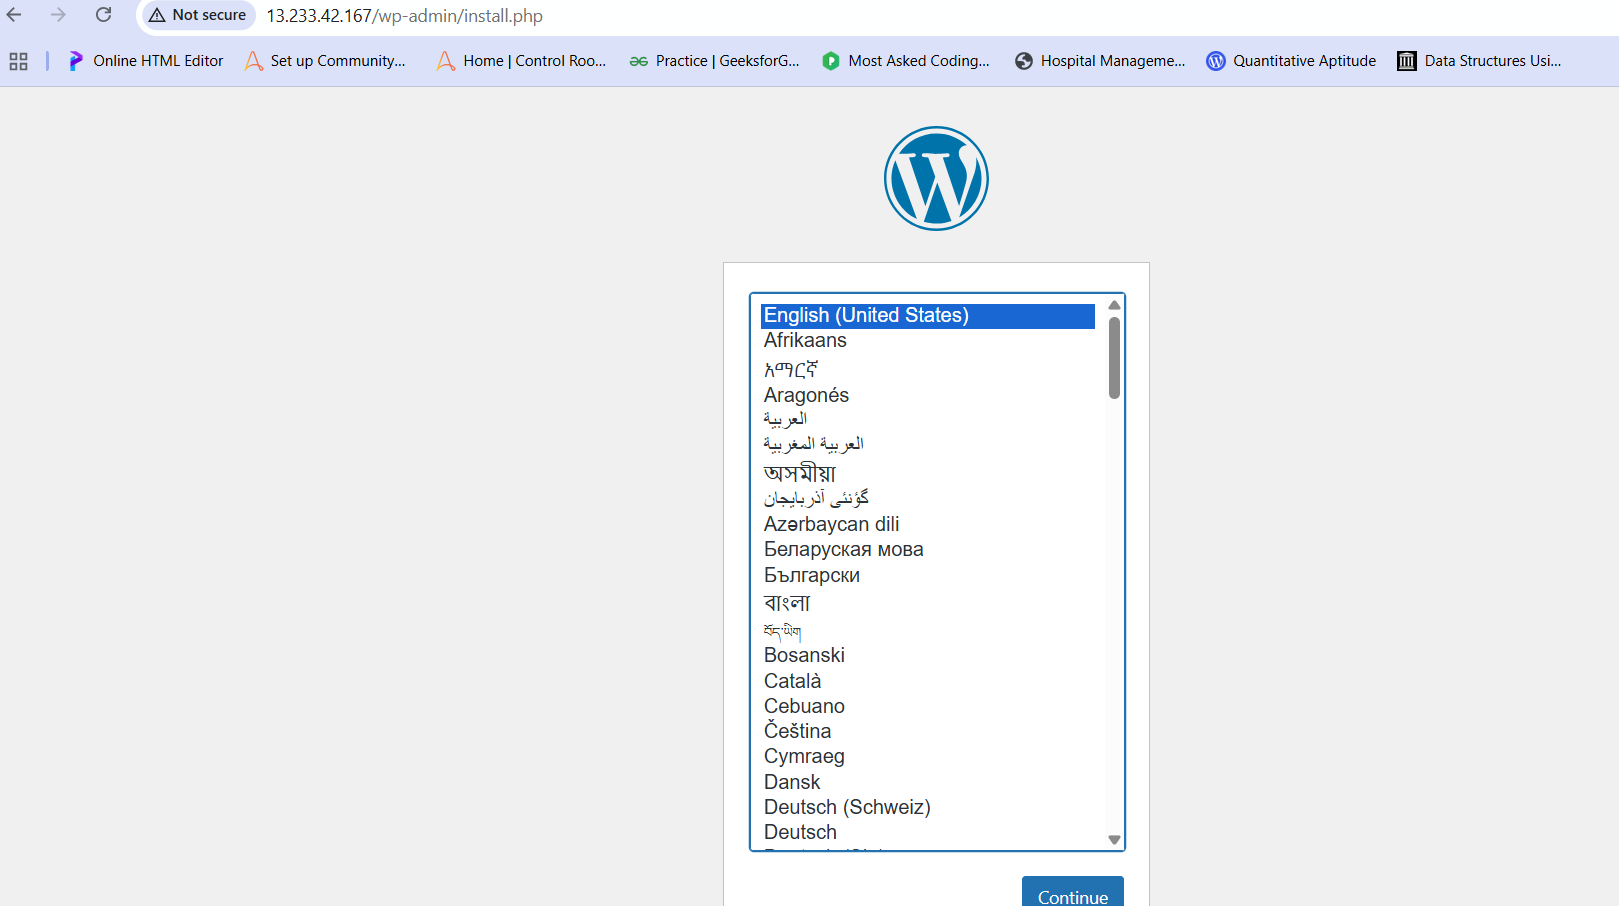 Not secure 13.233.42.167/wp-admin/install.php
Online HTML Editor Set up Community... Home | Control Roo... Practice | GeeksforG... Most Asked Coding... Hospital Manageme... Quantitative Aptitude Data Structures Usi...
English (United States)
Afrikaans
አማርኛ
Aragonés
العربية
العربية المغربية
অসমীয়া
گؤنئی آذربایجان
Azərbaycan dili
Беларуская мова
Български
বাংলা
བོད་ཡིག
Bosanski
Català
Cebuano
Čeština
Cymraeg
Dansk
Deutsch (Schweiz)
Deutsch
Continue